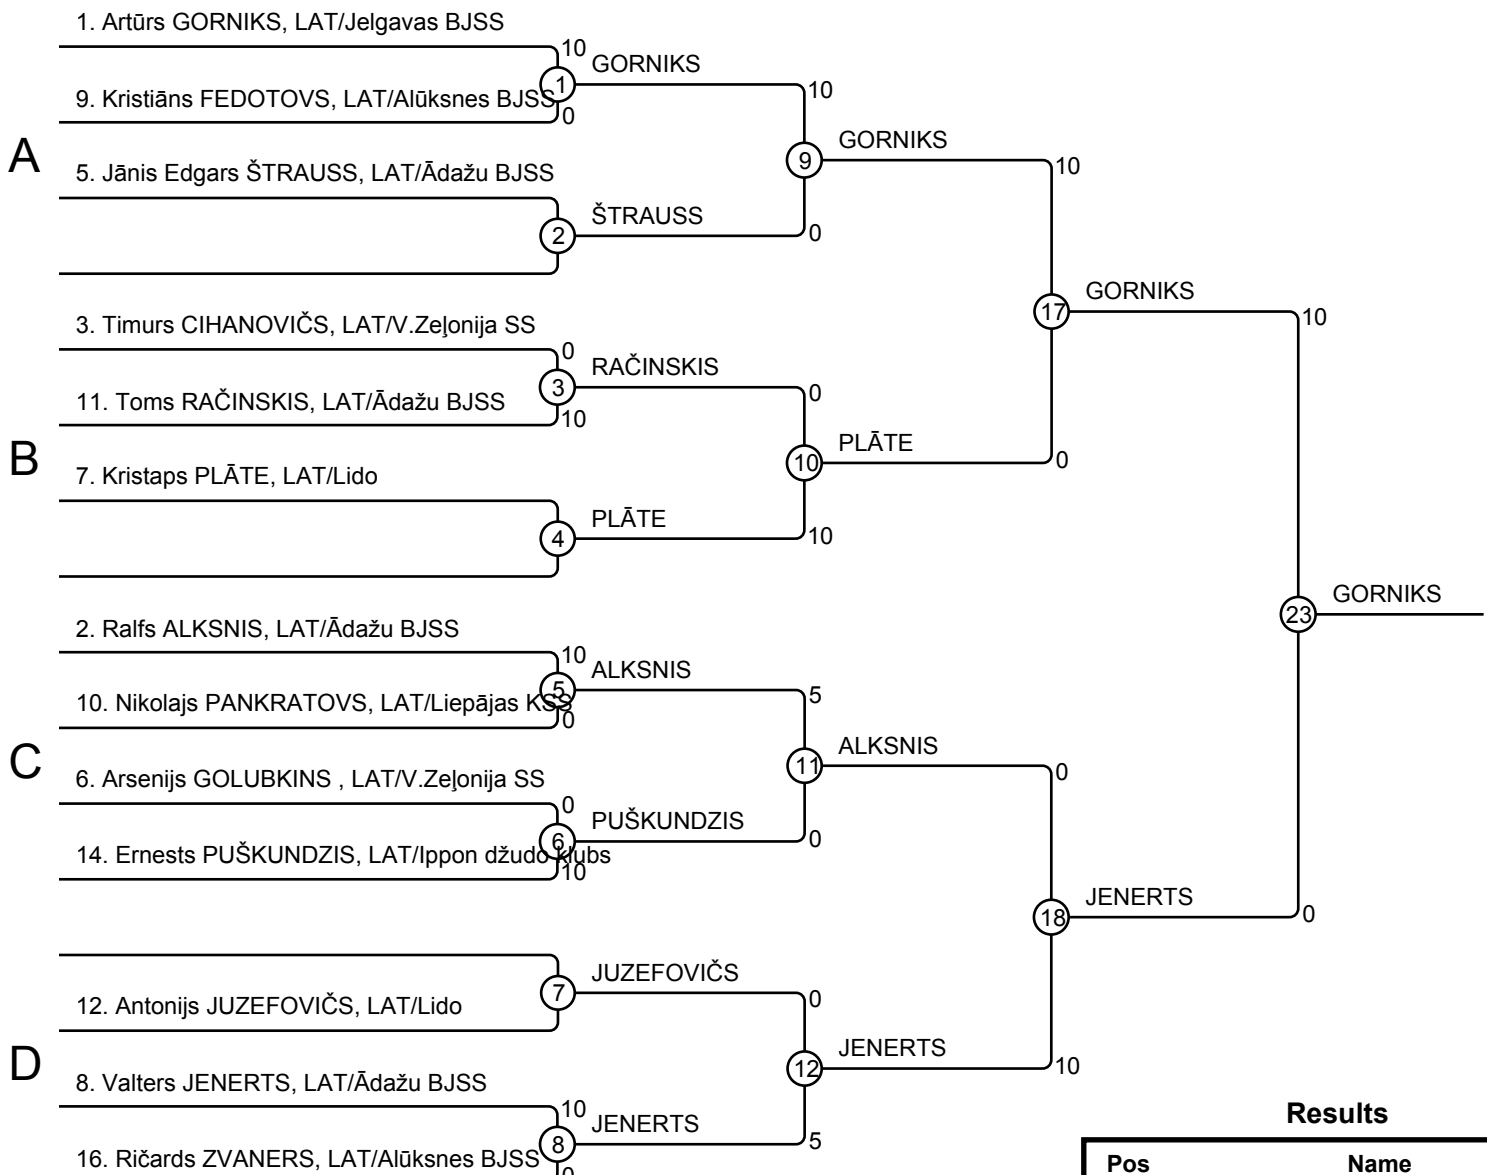 1. Artūrs GORNIKS, LAT/Jelgavas BJSS
10
GORNIKS
1
10
9. Kristiāns FEDOTOVS, LAT/Alūksnes BJSS
0
GORNIKS
A
9
10
5. Jānis Edgars ŠTRAUSS, LAT/Ādažu BJSS
ŠTRAUSS
2
0
GORNIKS
17
10
3. Timurs CIHANOVIČS, LAT/V.Zeļonija SS
0
RAČINSKIS
3
0
11. Toms RAČINSKIS, LAT/Ādažu BJSS
10
PLĀTE
B
10
0
7. Kristaps PLĀTE, LAT/Lido
PLĀTE
4
10
GORNIKS
23
2. Ralfs ALKSNIS, LAT/Ādažu BJSS
10
ALKSNIS
5
5
10. Nikolajs PANKRATOVS, LAT/Liepājas KSS
0
ALKSNIS
C
11
0
6. Arsenijs GOLUBKINS , LAT/V.Zeļonija SS
0
PUŠKUNDZIS
6
0
14. Ernests PUŠKUNDZIS, LAT/Ippon džudo klubs
10
JENERTS
18
0
JUZEFOVIČS
7
0
12. Antonijs JUZEFOVIČS, LAT/Lido
JENERTS
D
12
10
8. Valters JENERTS, LAT/Ādažu BJSS
10
JENERTS
8
5
16. Ričards ZVANERS, LAT/Alūksnes BJSS
0
Results
Pos Name